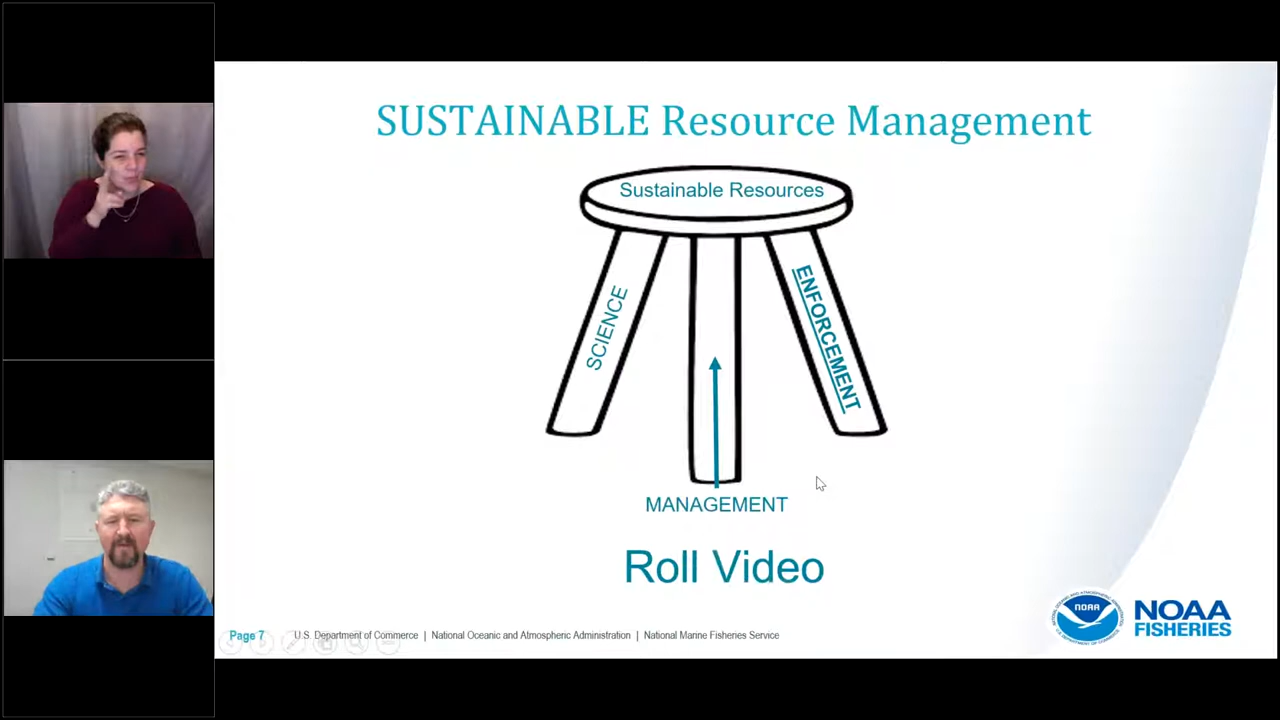 SUSTAINABLE Resource Management
Sustainable Resources
SCIENCE
ENFORCEMENT
MANAGEMENT
Roll Video
Page 7
U.S. Department of Commerce | National Oceanic and Atmospheric Administration | National Marine Fisheries Service
NOAA
NOAA
FISHERIES